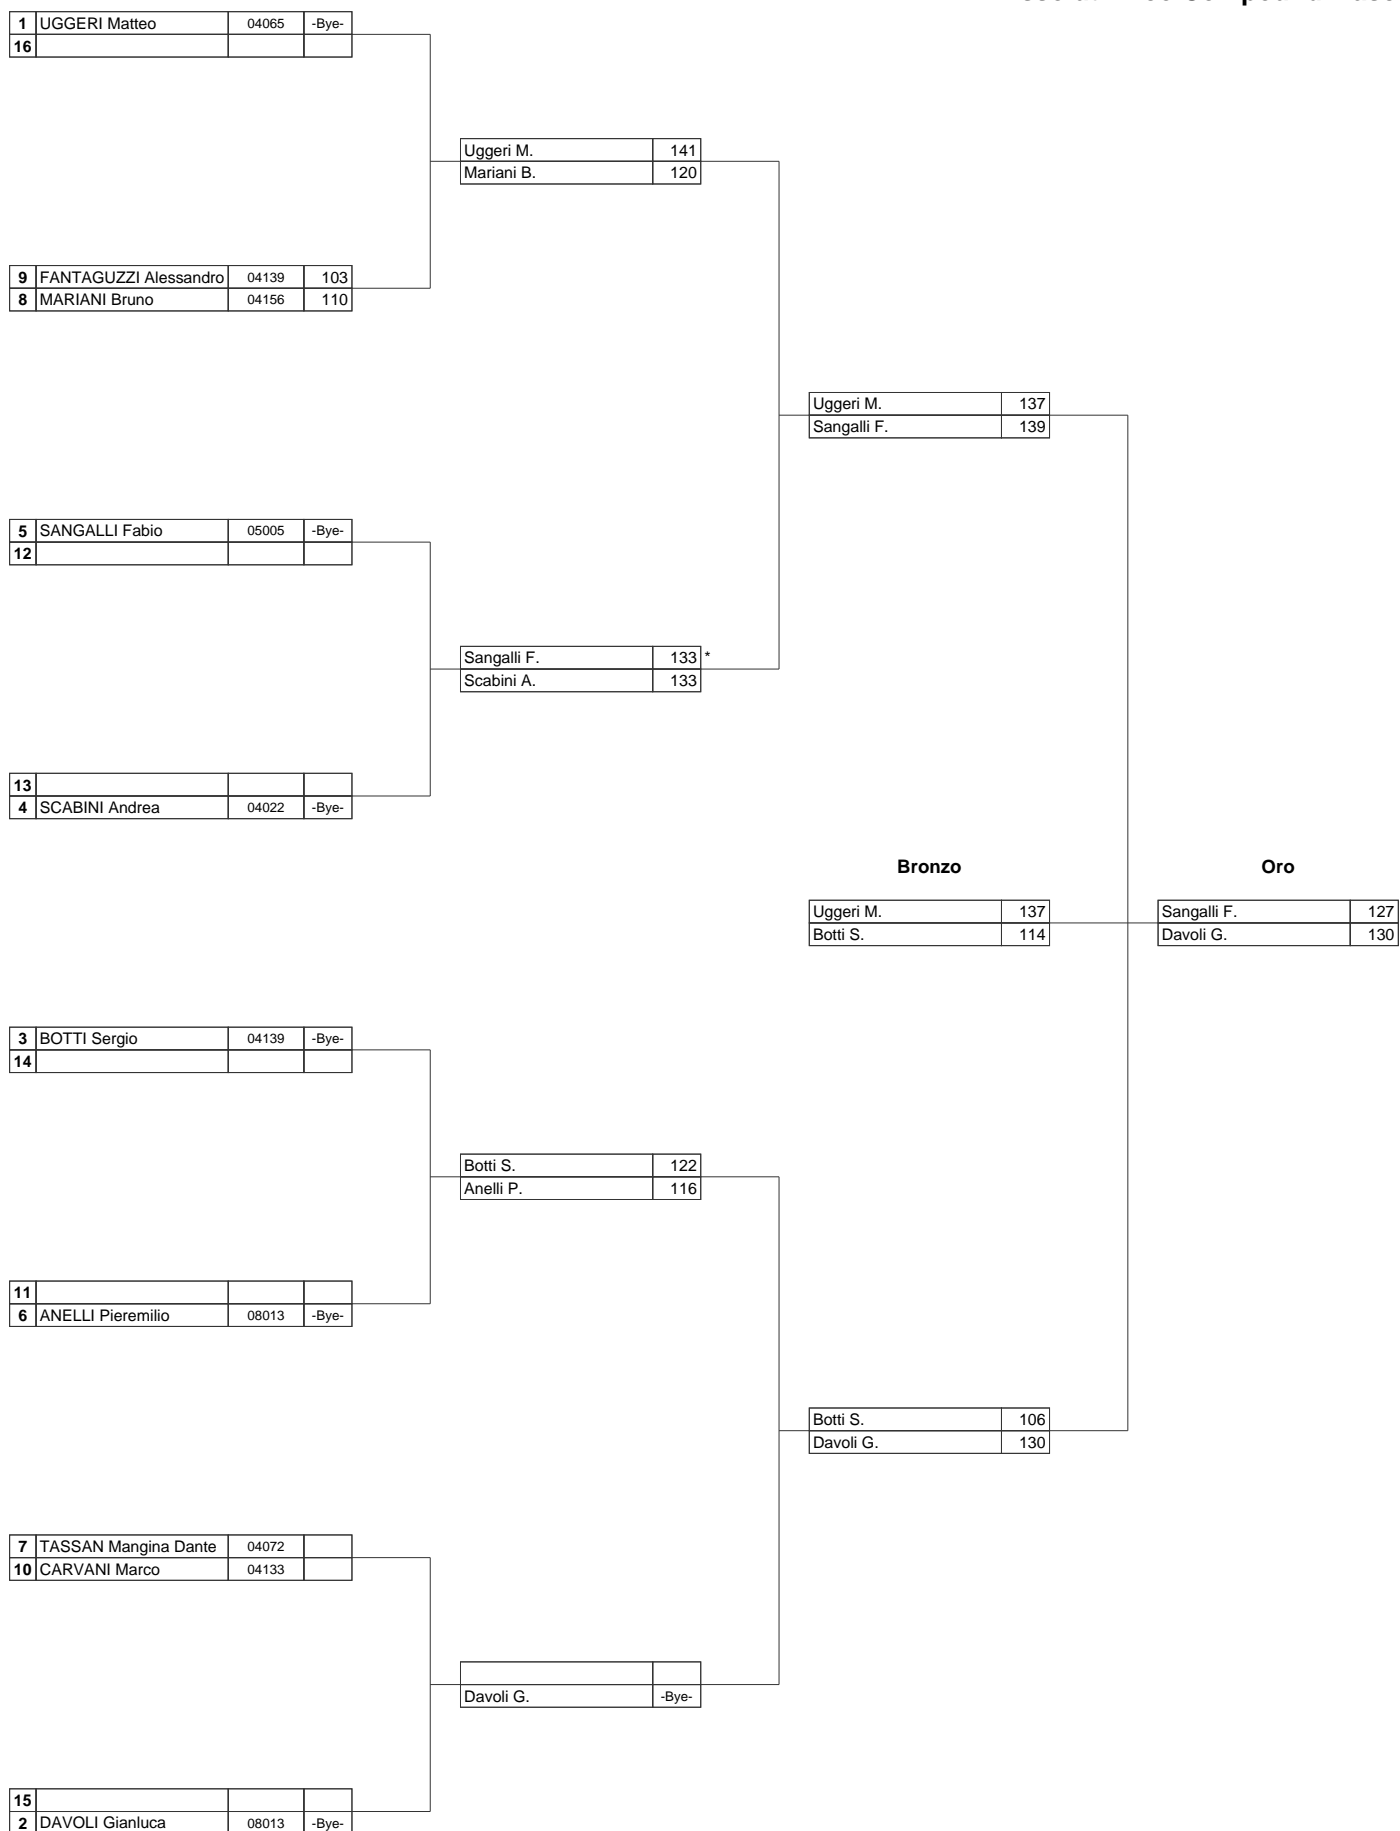 1 UGGERI Matteo 04065 -Bye-
16
Uggeri M. 141
Mariani B. 120
9 FANTAGUZZI Alessandro 04139 103
8 MARIANI Bruno 04156 110
Uggeri M. 137
Sangalli F. 139
5 SANGALLI Fabio 05005 -Bye-
12
Sangalli F. 133 *
Scabini A. 133
13
4 SCABINI Andrea 04022 -Bye-
Bronzo Oro
Uggeri M. 137 Sangalli F. 127
Botti S. 114 Davoli G. 130
3 BOTTI Sergio 04139 -Bye-
14
Botti S. 122
Anelli P. 116
11
6 ANELLI Pieremilio 08013 -Bye-
Botti S. 106
Davoli G. 130
7 TASSAN Mangina Dante 04072
10 CARVANI Marco 04133
Davoli G. -Bye-
15
2 DAVOLI Gianluca 08013 -Bye-